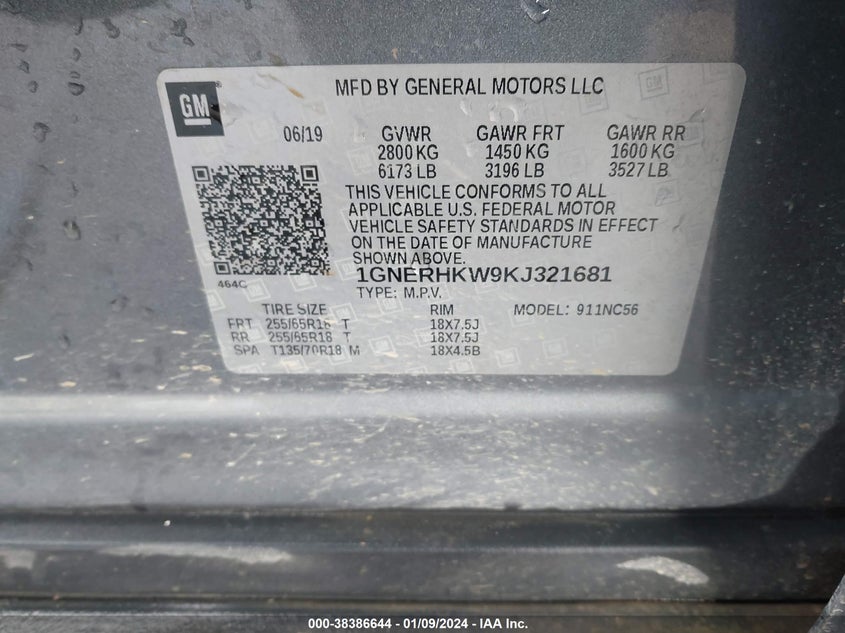 GM
MFD BY GENERAL MOTORS LLC
06/19 GVWR GAWR FRT GAWR RR
2800 KG 1450 KG 1600 KG
6173 LB 3196 LB 3527 LB
THIS VEHICLE CONFORMS TO ALL
APPLICABLE U.S. FEDERAL MOTOR
VEHICLE SAFETY STANDARDS IN EFFECT
ON THE DATE OF MANUFACTURE
SHOWN ABOVE.
464C
1GNERHKW9KJ321681
TYPE: M.P.V.
TIRE SIZE RIM MODEL: 911NC56
FRT 255/65R18 T 18X7.5J
RR 255/65R18 T 18X7.5J
SPA T135/70R18 M 18X4.5B
000-38386644 - 01/09/2024 - IAA Inc.